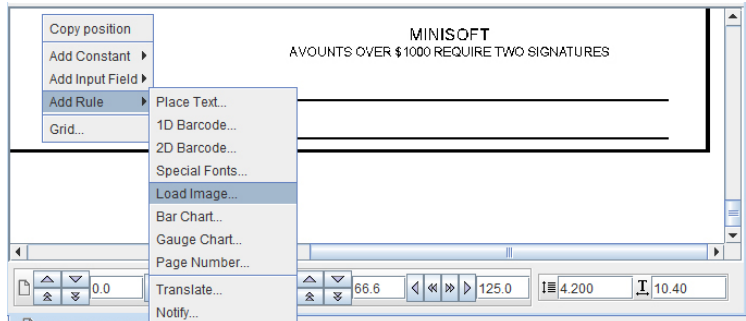 Copy position
Add Constant
Add Input Field
Add Rule
Grid...
MINISOFT
AVOUNTS OVER $1000 REQUIRE TWO SIGNATURES
Place Text...
1D Barcode...
2D Barcode...
Special Fonts...
Load Image...
Bar Chart...
Gauge Chart...
Page Number...
Translate...
Notify...
0.0
66.6
125.0
4.200
10.40